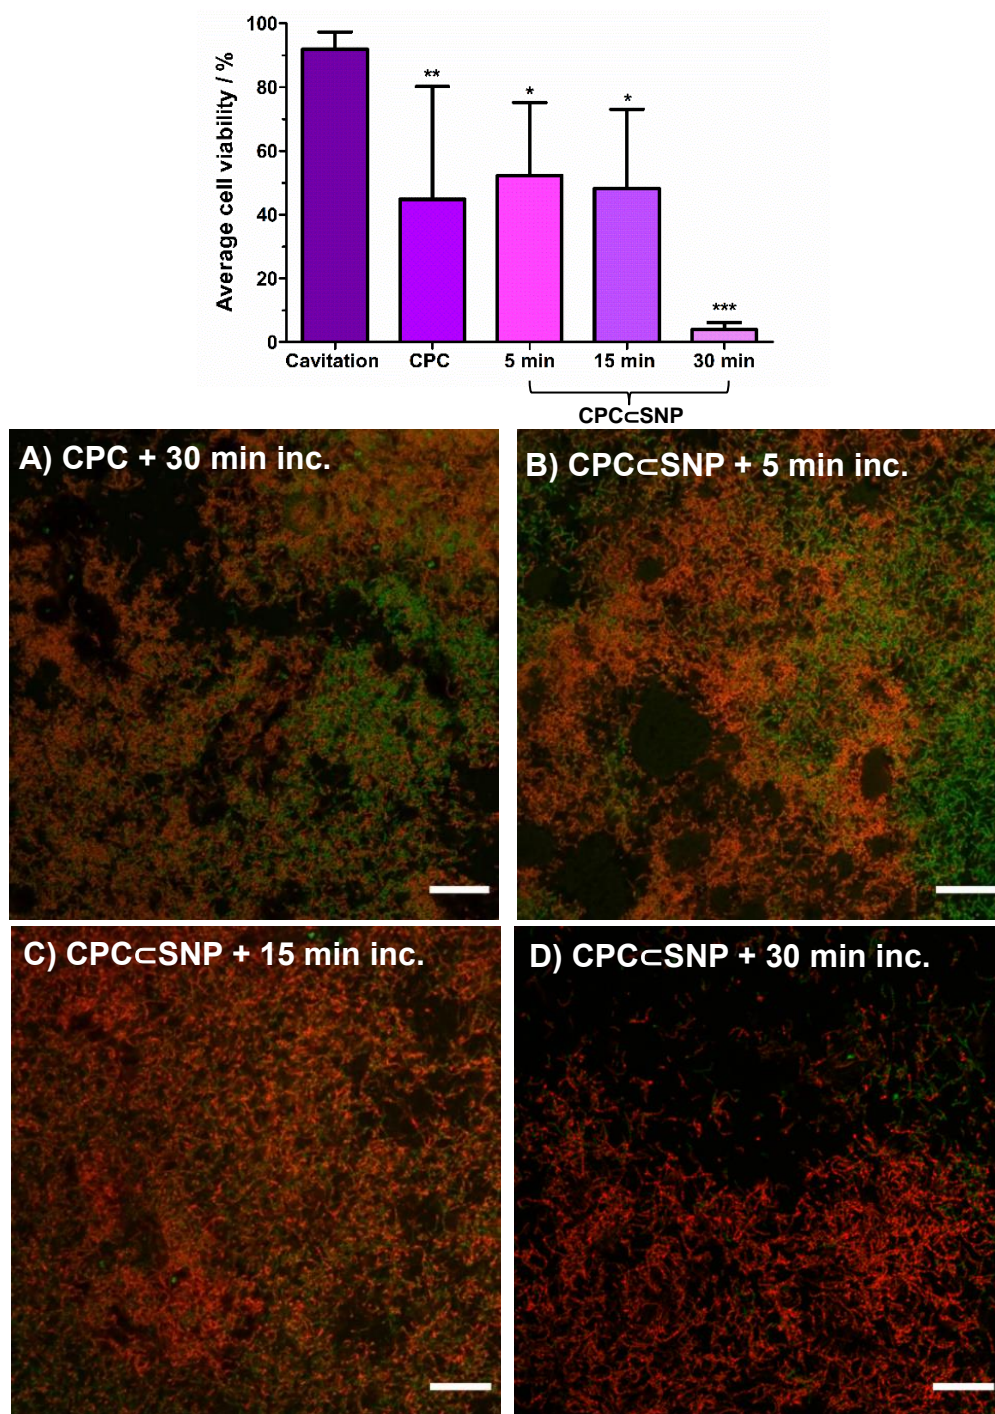 Average cell viability / %
100
80
60
40
20
0
**
*
*
***
Cavitation CPC 5 min 15 min 30 min
CPC⊂SNP
A) CPC + 30 min inc.
B) CPC⊂SNP + 5 min inc.
C) CPC⊂SNP + 15 min inc.
D) CPC⊂SNP + 30 min inc.